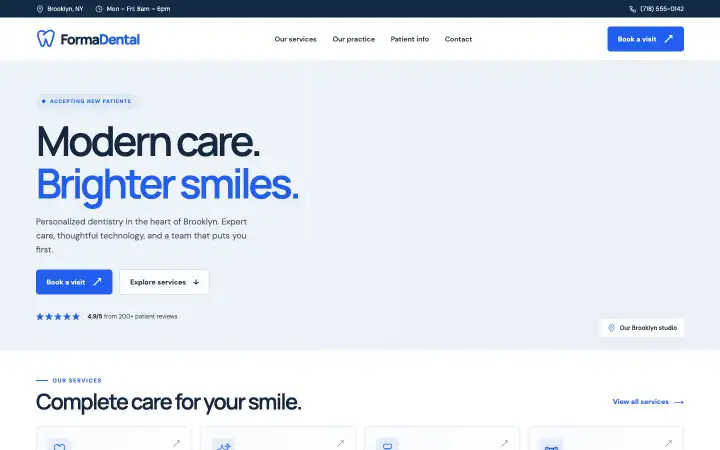 Brooklyn, NY
Mon – Fri: 8am – 6pm
(718) 555-0142
FormaDental
Our services
Our practice
Patient info
Contact
Book a visit
ACCEPTING NEW PATIENTS
Modern care.
Brighter smiles.
Personalized dentistry in the heart of Brooklyn. Expert
care, thoughtful technology, and a team that puts you
first.
Book a visit
Explore services
4.9/5 from 200+ patient reviews
Our Brooklyn studio
OUR SERVICES
Complete care for your smile.
View all services